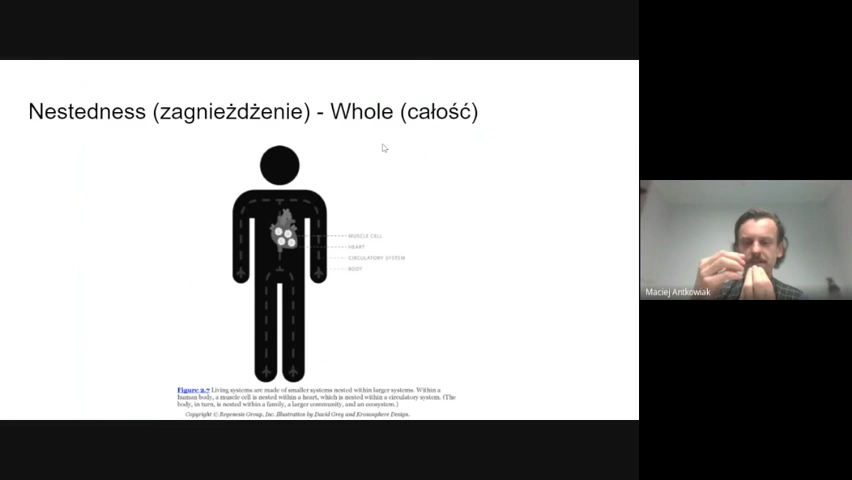 Nestedness (zagnieżdżenie) - Whole (całość)
MUSCLE CELL
HEART
CIRCULATORY SYSTEM
BODY
Figure 2.7 Living systems are made of smaller systems nested within larger systems. Within a
human body, a muscle cell is nested within a heart, which is nested within a circulatory system. (The
body, in turn, is nested within a family, a larger community, and an ecosystem.)
Copyright © Regenesis Group, Inc. Illustration by David Grey and Kronosphere Design.
Maciej Antkowiak